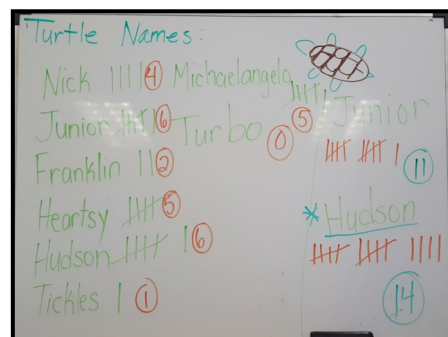 Turtle Names:
Nick |||| 4
Junior 𝍸 | 6
Franklin || 2
Heartsy 𝍸 5
Hudson 𝍸 | 6
Tickles | 1
Michaelangelo 𝍸 5
Turbo 0
Junior
𝍸 𝍸 |
11
* Hudson
𝍸 𝍸 ||||
14